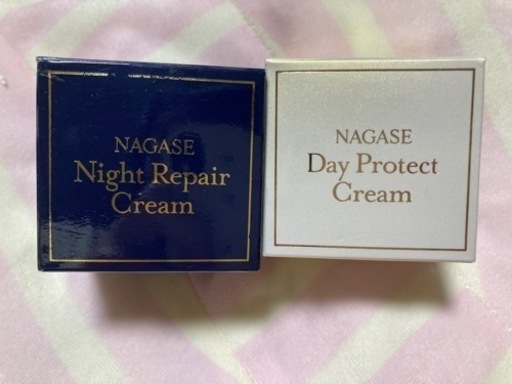 NAGASE
Night Repair
Cream
NAGASE
Day Protect
Cream